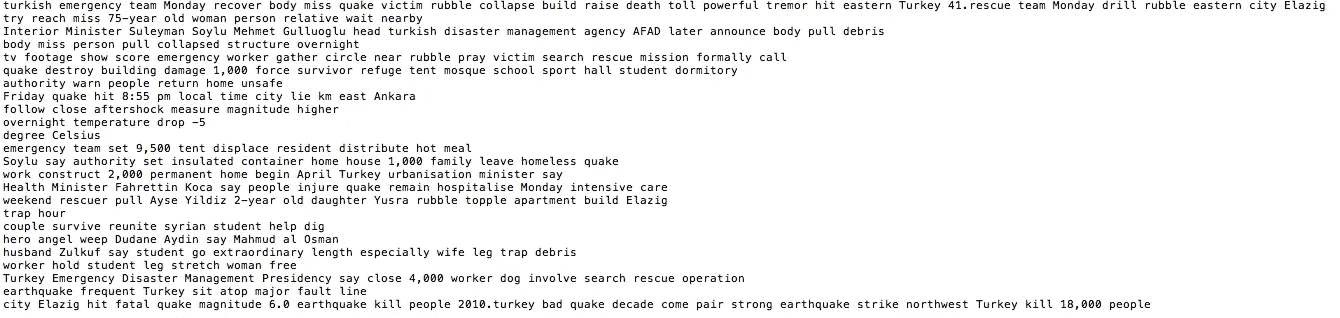 turkish emergency team Monday recover body miss quake victim rubble collapse build raise death toll powerful tremor hit eastern Turkey 41.rescue team Monday drill rubble eastern city Elazig
try reach miss 75-year old woman person relative wait nearby
Interior Minister Suleyman Soylu Mehmet Gulluoglu head turkish disaster management agency AFAD later announce body pull debris
body miss person pull collapsed structure overnight
tv footage show score emergency worker gather circle near rubble pray victim search rescue mission formally call
quake destroy building damage 1,000 force survivor refuge tent mosque school sport hall student dormitory
authority warn people return home unsafe
Friday quake hit 8:55 pm local time city lie km east Ankara
follow close aftershock measure magnitude higher
overnight temperature drop -5
degree Celsius
emergency team set 9,500 tent displace resident distribute hot meal
Soylu say authority set insulated container home house 1,000 family leave homeless quake
work construct 2,000 permanent home begin April Turkey urbanisation minister say
Health Minister Fahrettin Koca say people injure quake remain hospitalise Monday intensive care
weekend rescuer pull Ayse Yildiz 2-year old daughter Yusra rubble topple apartment build Elazig
trap hour
couple survive reunite syrian student help dig
hero angel weep Dudane Aydin say Mahmud al Osman
husband Zulkuf say student go extraordinary length especially wife leg trap debris
worker hold student leg stretch woman free
Turkey Emergency Disaster Management Presidency say close 4,000 worker dog involve search rescue operation
earthquake frequent Turkey sit atop major fault line
city Elazig hit fatal quake magnitude 6.0 earthquake kill people 2010.turkey bad quake decade come pair strong earthquake strike northwest Turkey kill 18,000 people